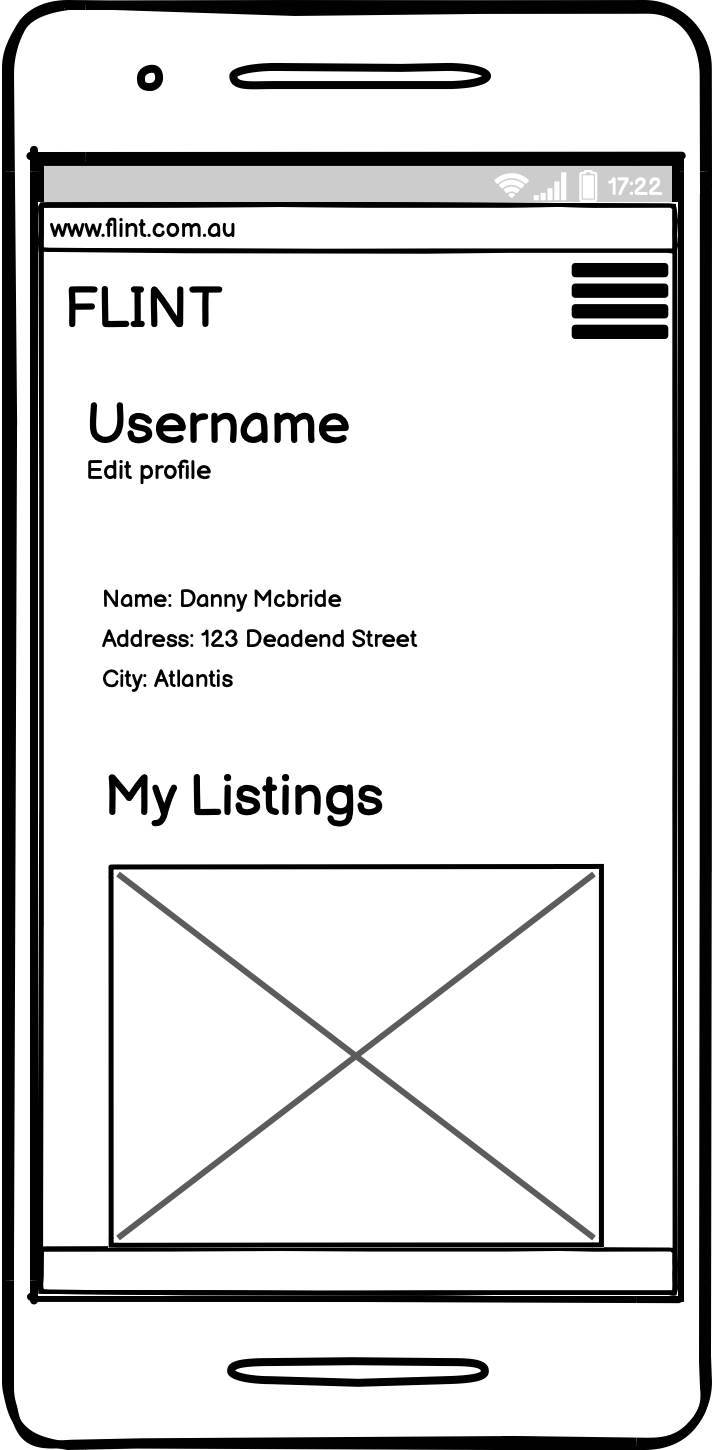 17:22
www.flint.com.au
FLINT
Username
Edit profile
Name: Danny Mcbride
Address: 123 Deadend Street
City: Atlantis
My Listings